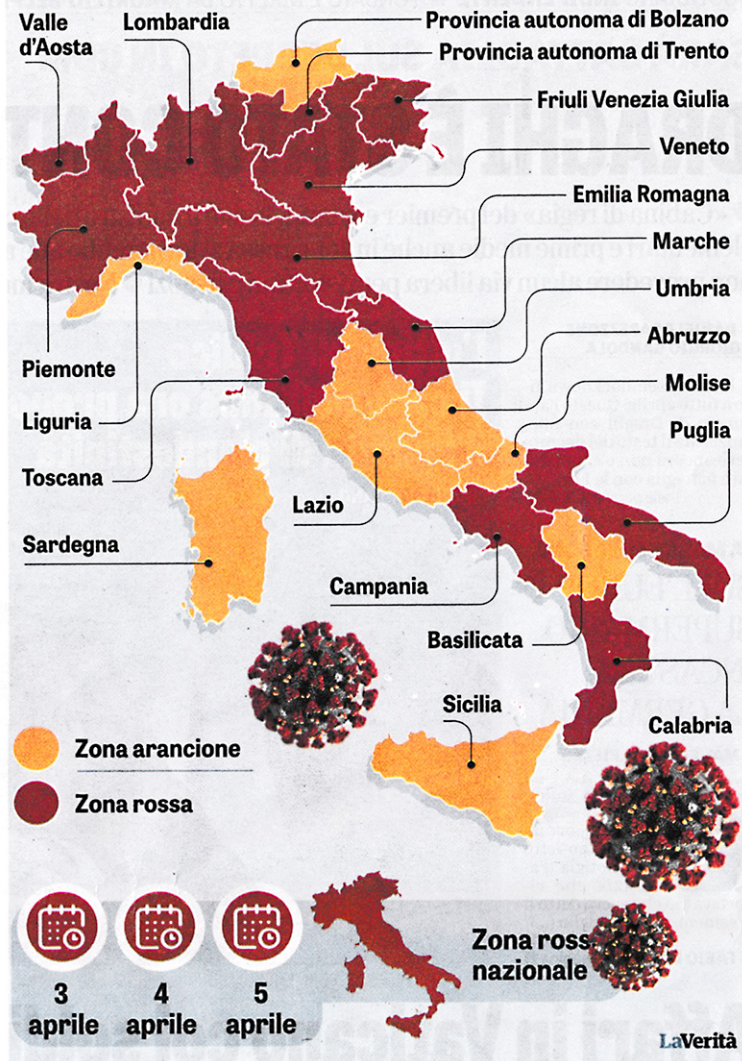 Valle
d'Aosta
Lombardia
Provincia autonoma di Bolzano
Provincia autonoma di Trento
Friuli Venezia Giulia
Veneto
Emilia Romagna
Marche
Umbria
Abruzzo
Molise
Puglia
Piemonte
Liguria
Toscana
Lazio
Sardegna
Campania
Basilicata
Sicilia
Calabria
Zona arancione
Zona rossa
3
aprile
4
aprile
5
aprile
Zona ross
nazionale
LaVerità